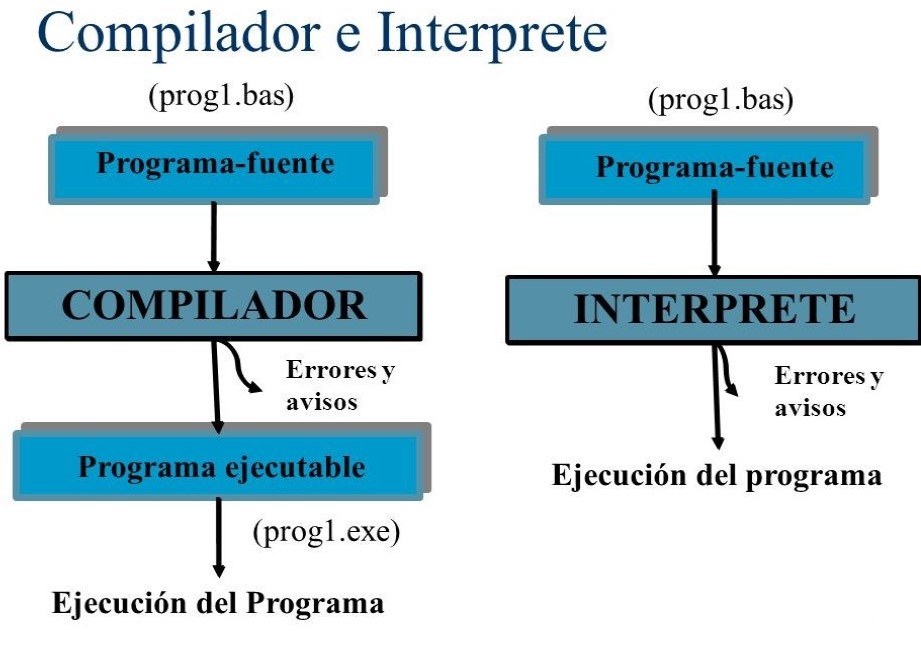 Compilador e Interprete
(prog1.bas)
Programa-fuente
COMPILADOR
Errores y
avisos
Programa ejecutable
(prog1.exe)
Ejecución del Programa
(prog1.bas)
Programa-fuente
INTERPRETE
Errores y
avisos
Ejecución del programa